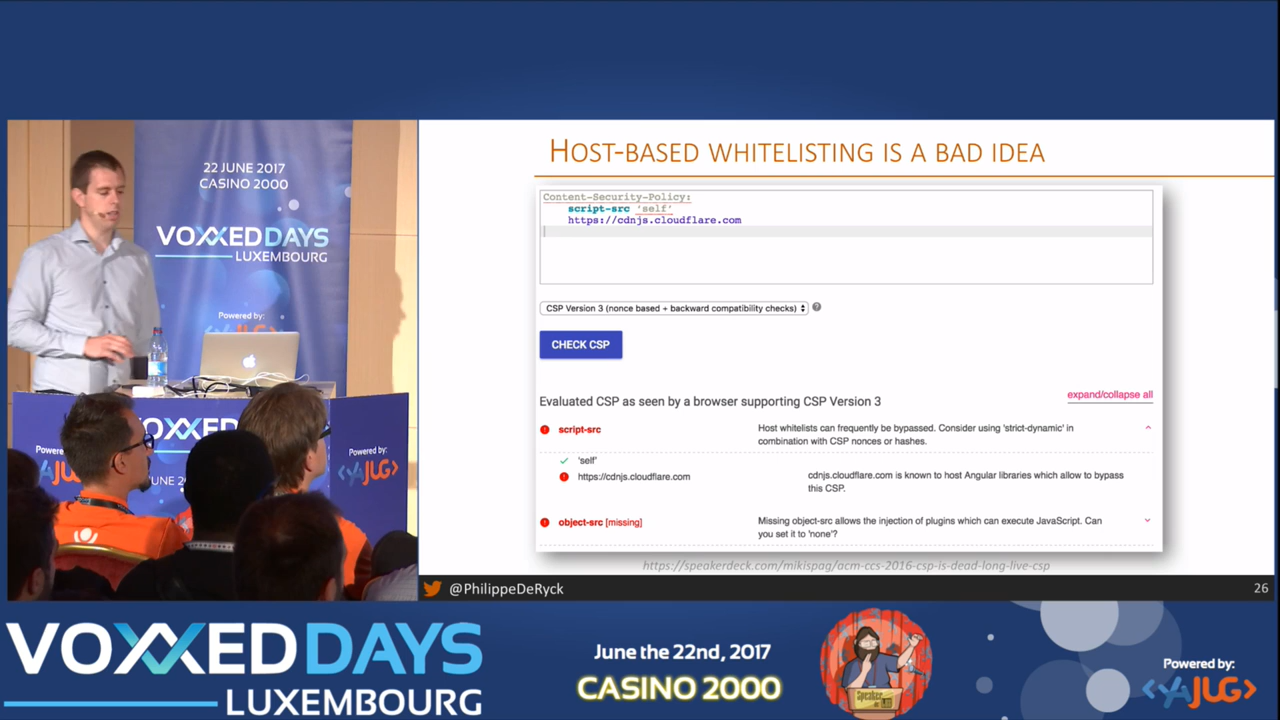 22 JUNE 2017
CASINO 2000
VOXXED DAYS
LUXEMBOURG
Powered by:
Powered by:
Powered by:
JUG
HOST-BASED WHITELISTING IS A BAD IDEA
Content-Security-Policy:
script-src 'self'
https://cdnjs.cloudflare.com
CSP Version 3 (nonce based + backward compatibility checks)
CHECK CSP
Evaluated CSP as seen by a browser supporting CSP Version 3
expand/collapse all
script-src
Host whitelists can frequently be bypassed. Consider using 'strict-dynamic' in
combination with CSP nonces or hashes.
'self'
https://cdnjs.cloudflare.com
cdnjs.cloudflare.com is known to host Angular libraries which allow to bypass
this CSP.
object-src [missing]
Missing object-src allows the injection of plugins which can execute JavaScript. Can
you set it to 'none'?
https://speakerdeck.com/mikispag/acm-ccs-2016-csp-is-dead-long-live-csp
@PhilippeDeRyck
26
VOXXED DAYS
LUXEMBOURG
June the 22nd, 2017
CASINO 2000
Powered by:
YAJUG